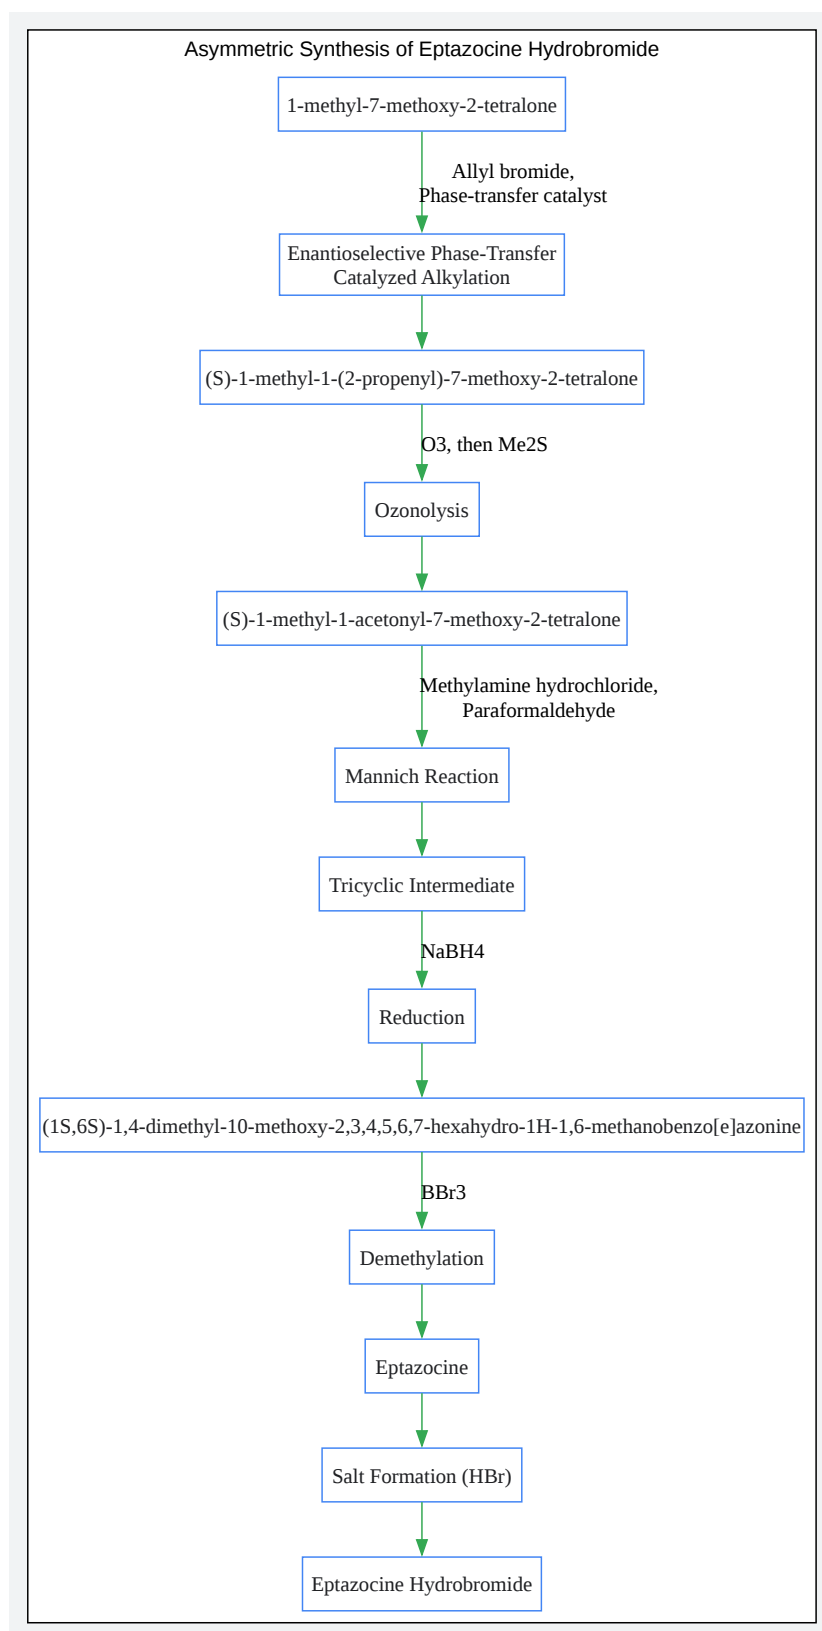 Asymmetric Synthesis of Eptazocine Hydrobromide
1-methyl-7-methoxy-2-tetralone
Allyl bromide,
Phase-transfer catalyst
Enantioselective Phase-Transfer
Catalyzed Alkylation
(S)-1-methyl-1-(2-propenyl)-7-methoxy-2-tetralone
O3, then Me2S
Ozonolysis
(S)-1-methyl-1-acetonyl-7-methoxy-2-tetralone
Methylamine hydrochloride,
Paraformaldehyde
Mannich Reaction
Tricyclic Intermediate
NaBH4
Reduction
(1S,6S)-1,4-dimethyl-10-methoxy-2,3,4,5,6,7-hexahydro-1H-1,6-methanobenzo[e]azonine
BBr3
Demethylation
Eptazocine
Salt Formation (HBr)
Eptazocine Hydrobromide